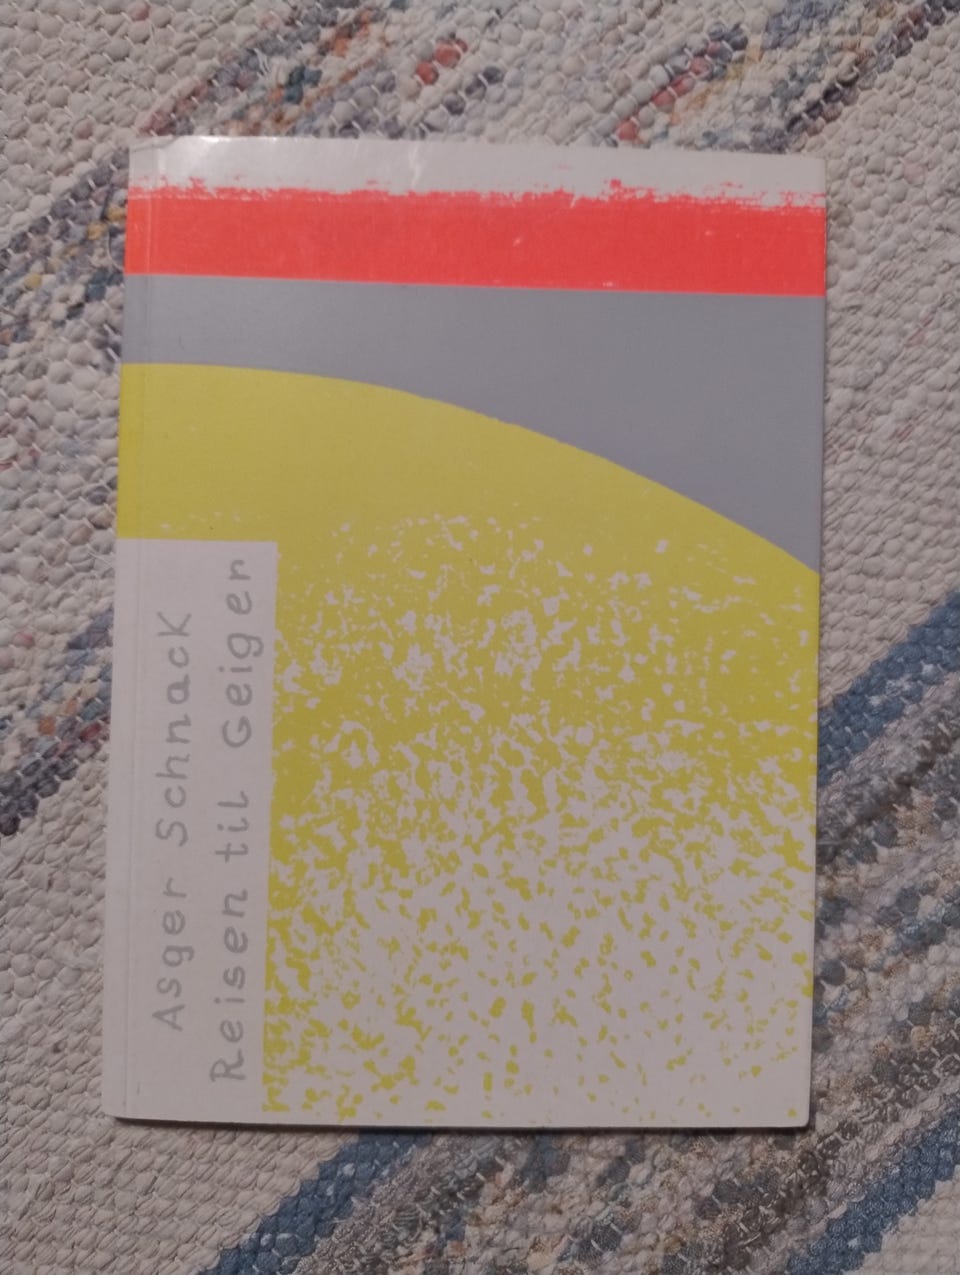 Asger Schnack
Reisen til Geiger